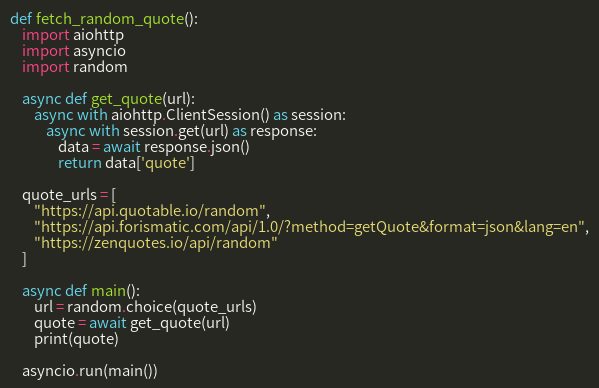 def fetch_random_quote():
    import aiohttp
    import asyncio
    import random

    async def get_quote(url):
        async with aiohttp.ClientSession() as session:
            async with session.get(url) as response:
                data = await response.json()
                return data['quote']

    quote_urls = [
        "https://api.quotable.io/random",
        "https://api.forismatic.com/api/1.0/?method=getQuote&format=json&lang=en",
        "https://zenquotes.io/api/random"
    ]

    async def main():
        url = random.choice(quote_urls)
        quote = await get_quote(url)
        print(quote)

    asyncio.run(main())